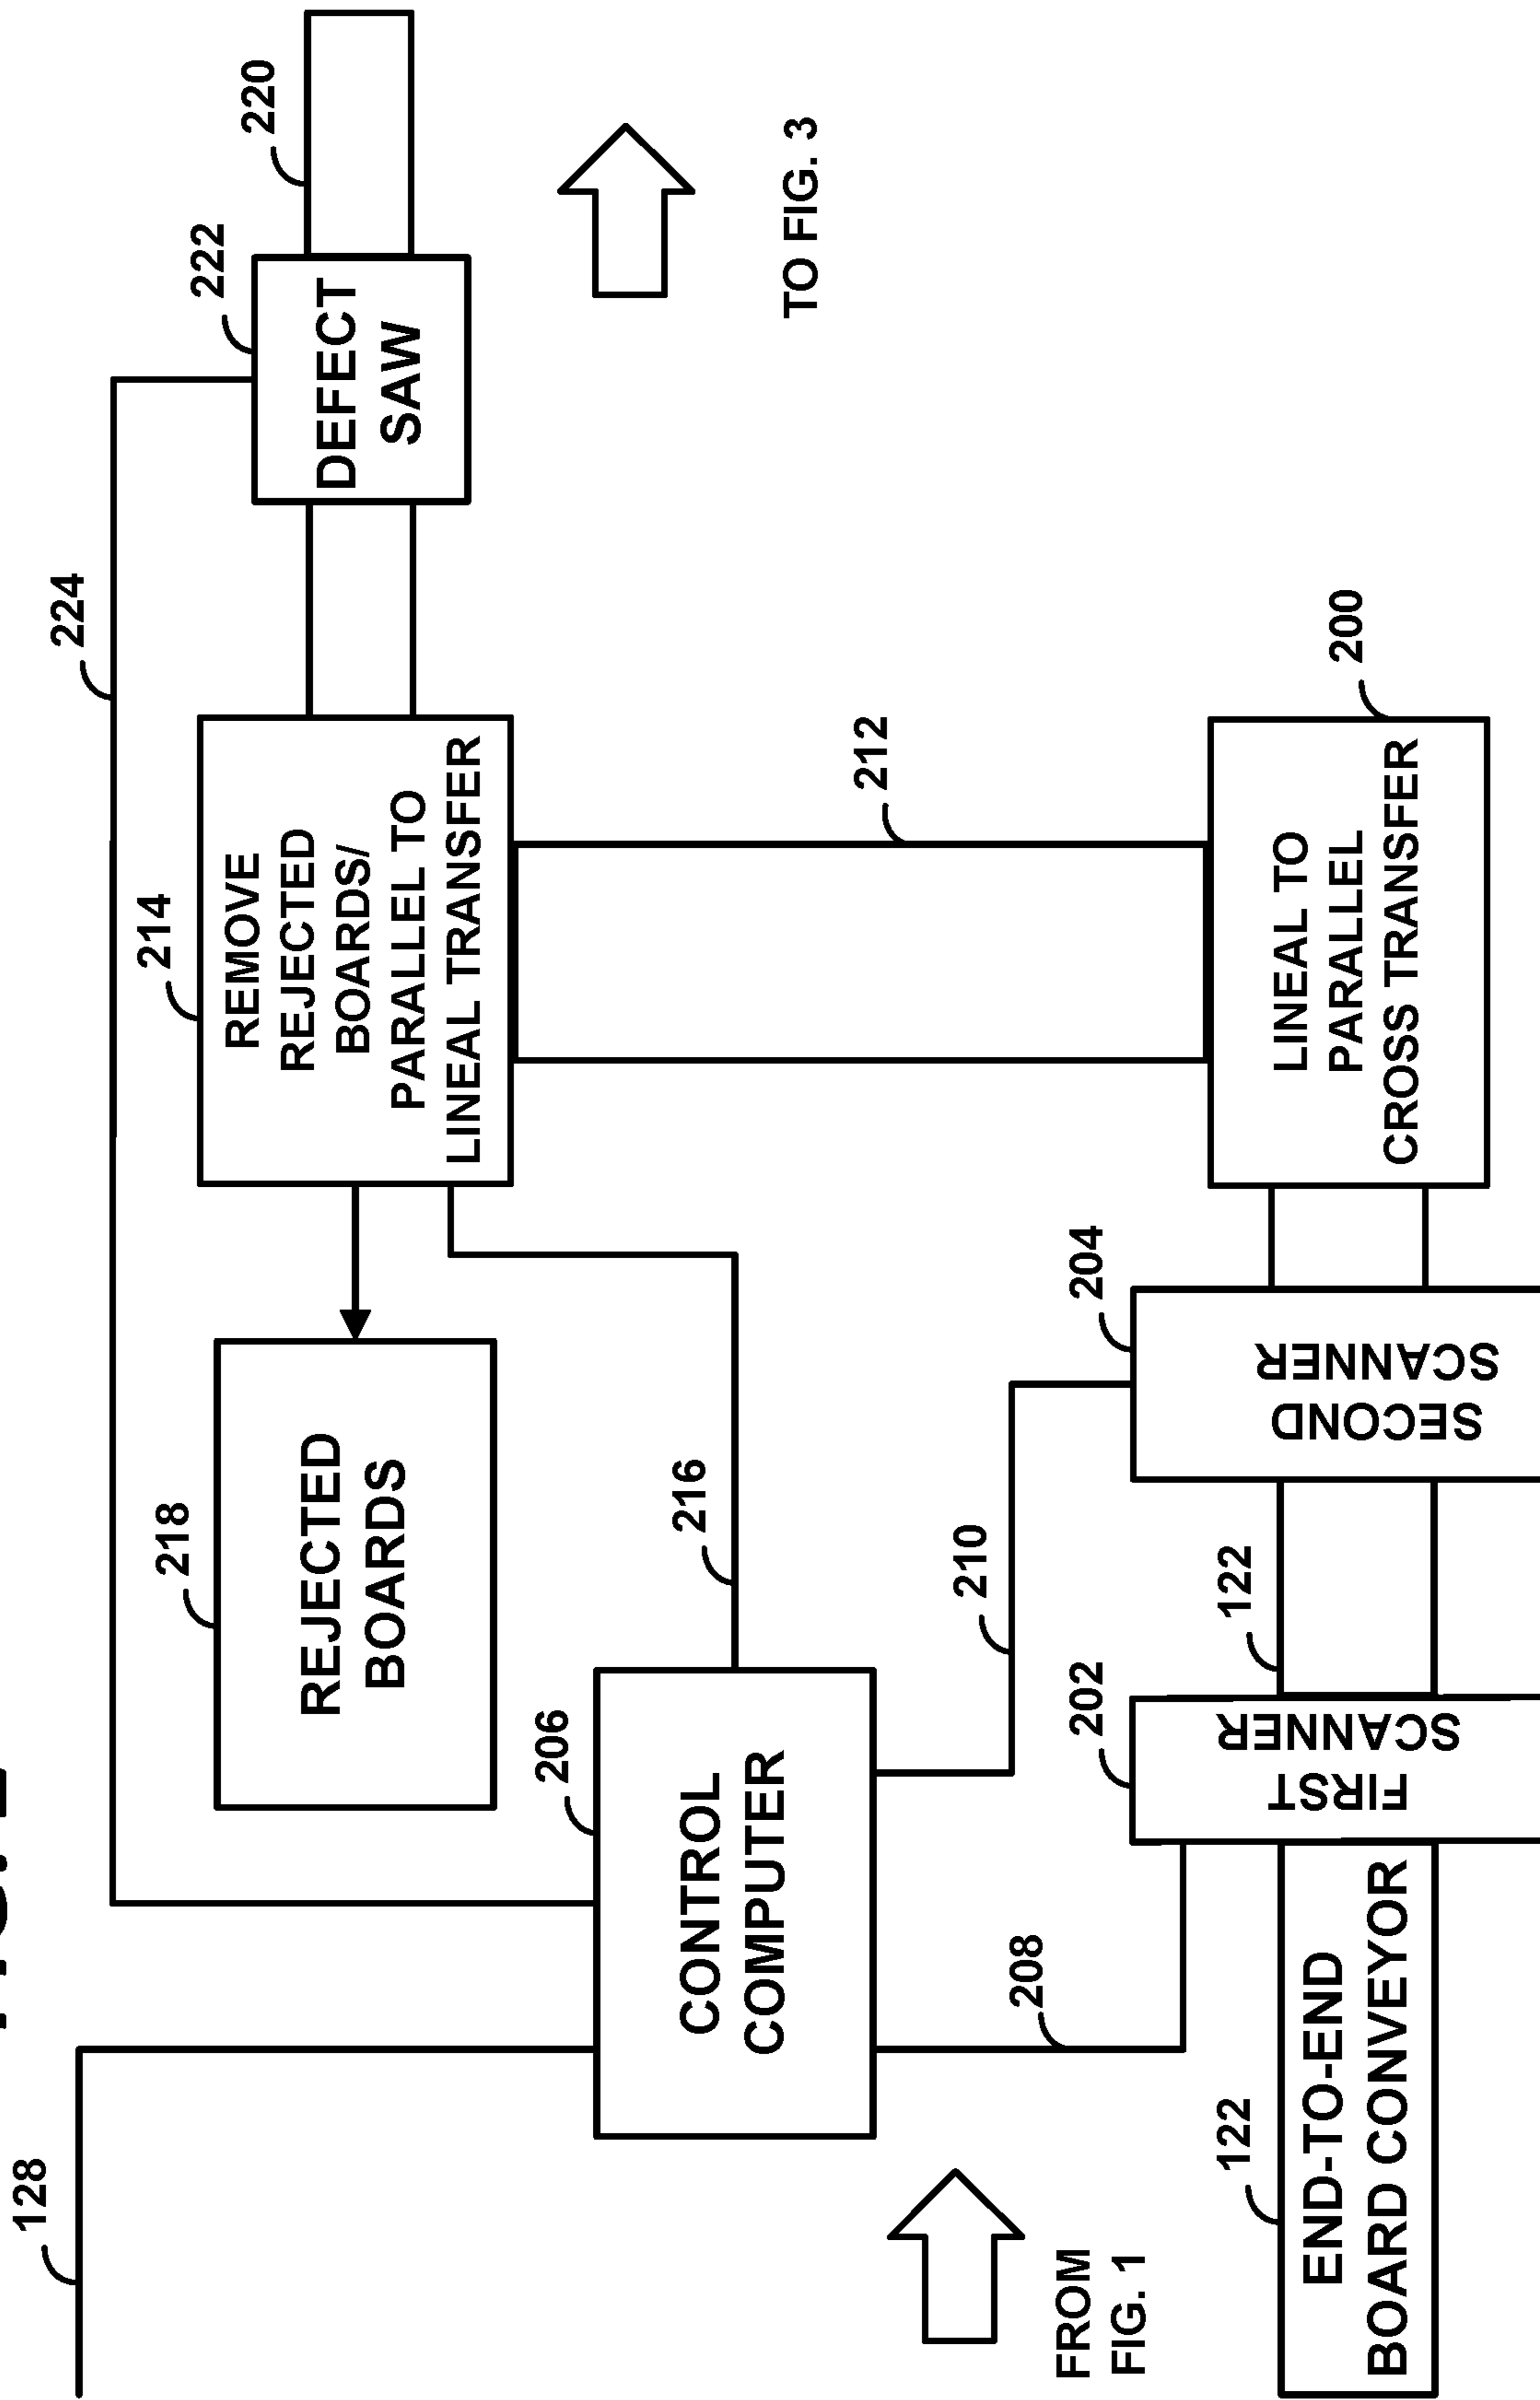 128
224
214
REMOVE
REJECTED
BOARDS/
PARALLEL TO
LINEAL TRANSFER
222
DEFECT
SAW
220
218
REJECTED
BOARDS
206
CONTROL
COMPUTER
216
TO FIG. 3
212
210
208
FROM
FIG. 1
122
END-TO-END
BOARD CONVEYOR
202
FIRST
SCANNER
122
204
SECOND
SCANNER
200
LINEAL TO
PARALLEL
CROSS TRANSFER